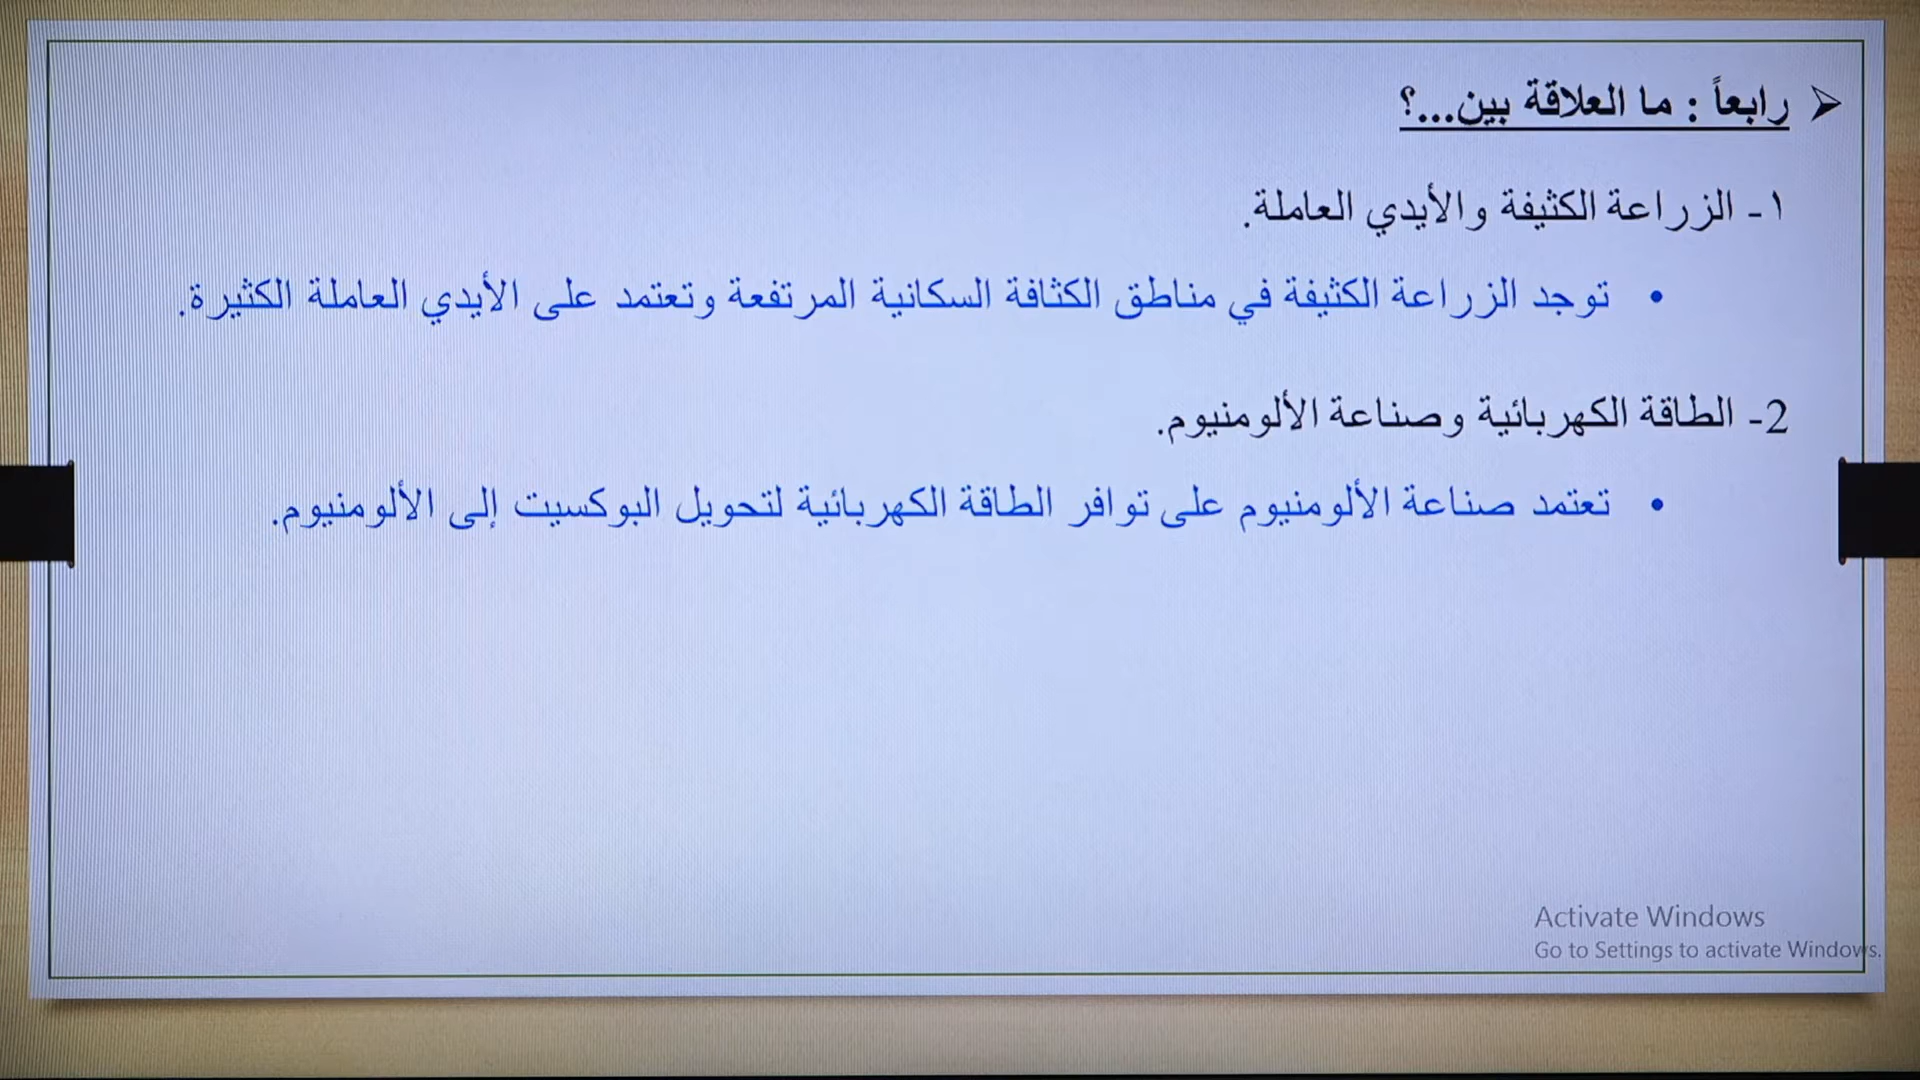 رابعاً : ما العلاقة بين...؟
١- الزراعة الكثيفة والأيدي العاملة.
• توجد الزراعة الكثيفة في مناطق الكثافة السكانية المرتفعة وتعتمد على الأيدي العاملة الكثيرة.
2- الطاقة الكهربائية وصناعة الألومنيوم.
• تعتمد صناعة الألومنيوم على توافر الطاقة الكهربائية لتحويل البوكسيت إلى الألومنيوم.
Activate Windows
Go to Settings to activate Windows.